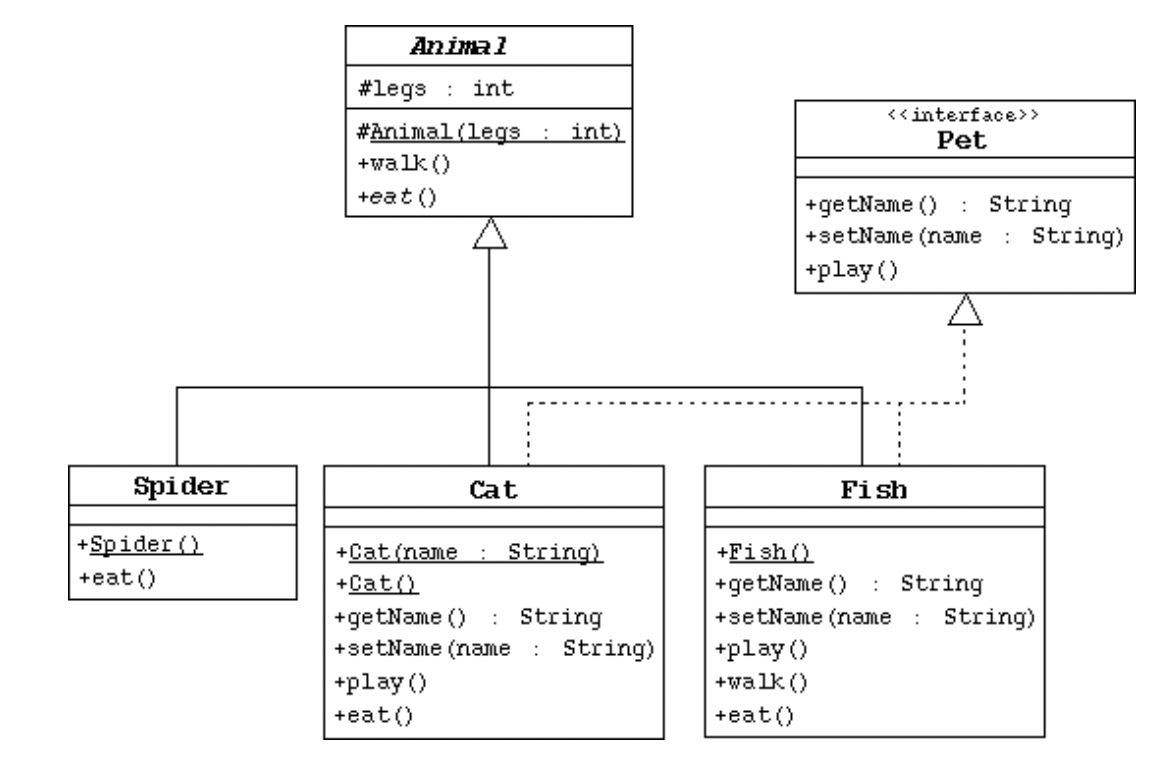 Animal
#legs : int
#Animal(legs : int)
+walk()
+eat()
<<interface>>
Pet
+getName() : String
+setName(name : String)
+play()
Spider
+Spider()
+eat()
Cat
+Cat(name : String)
+Cat()
+getName() : String
+setName(name : String)
+play()
+eat()
Fish
+Fish()
+getName() : String
+setName(name : String)
+play()
+walk()
+eat()